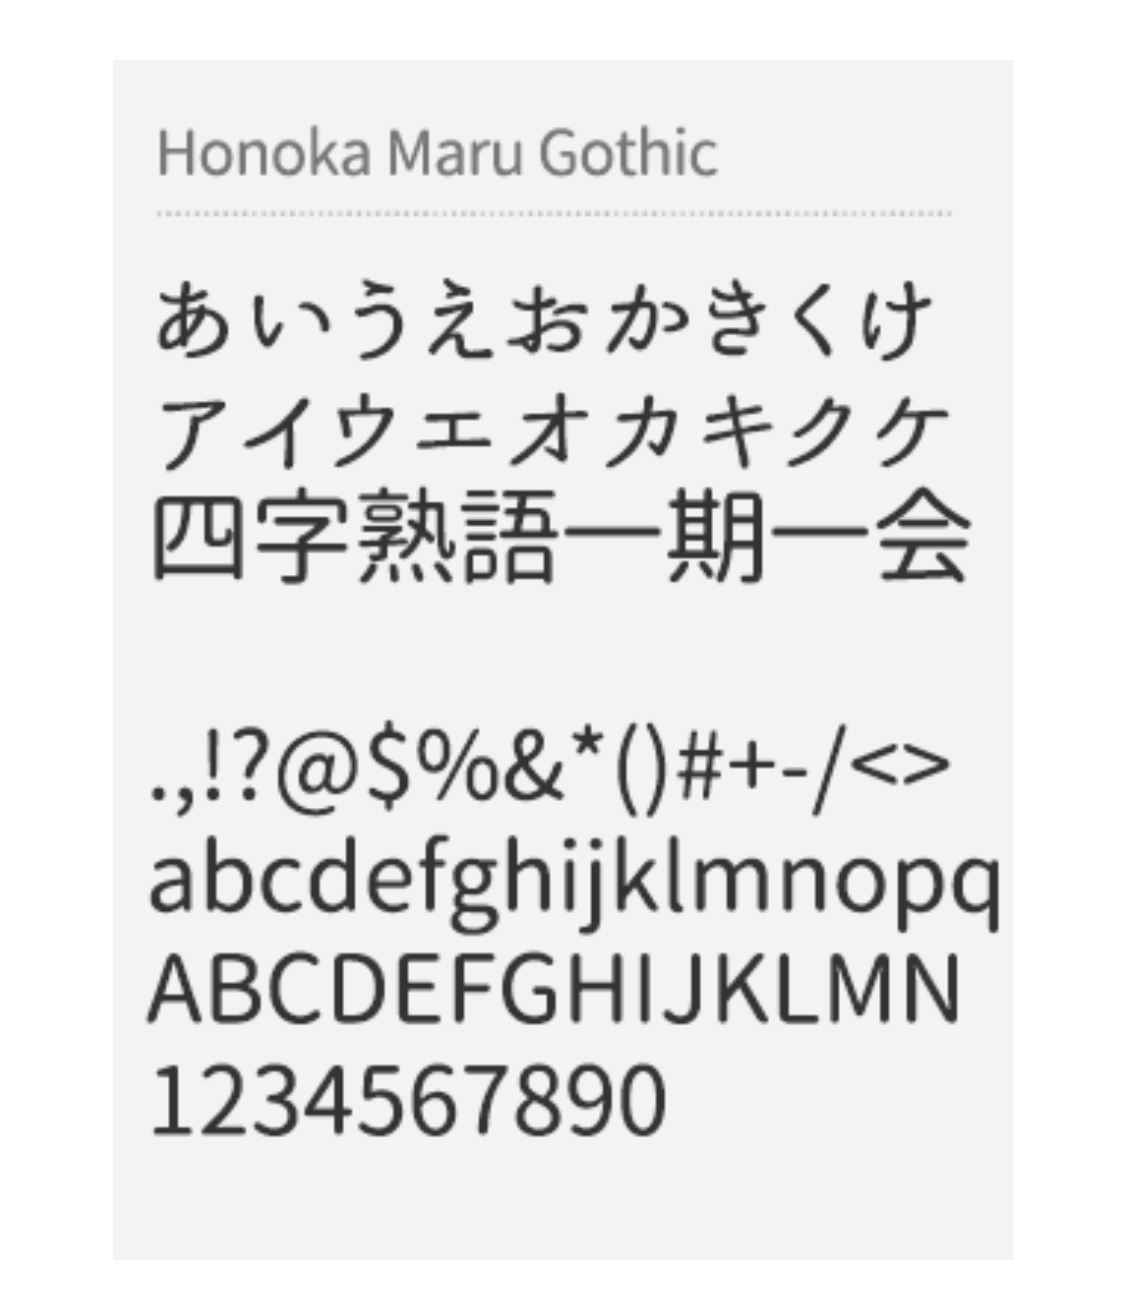 Honoka Maru Gothic
あいうえおかきくけ
アイウエオカキクケ
四字熟語一期一会
.,!?@$%&*()#+-/<>
abcdefghijklmnopq
ABCDEFGHIJKLMN
1234567890